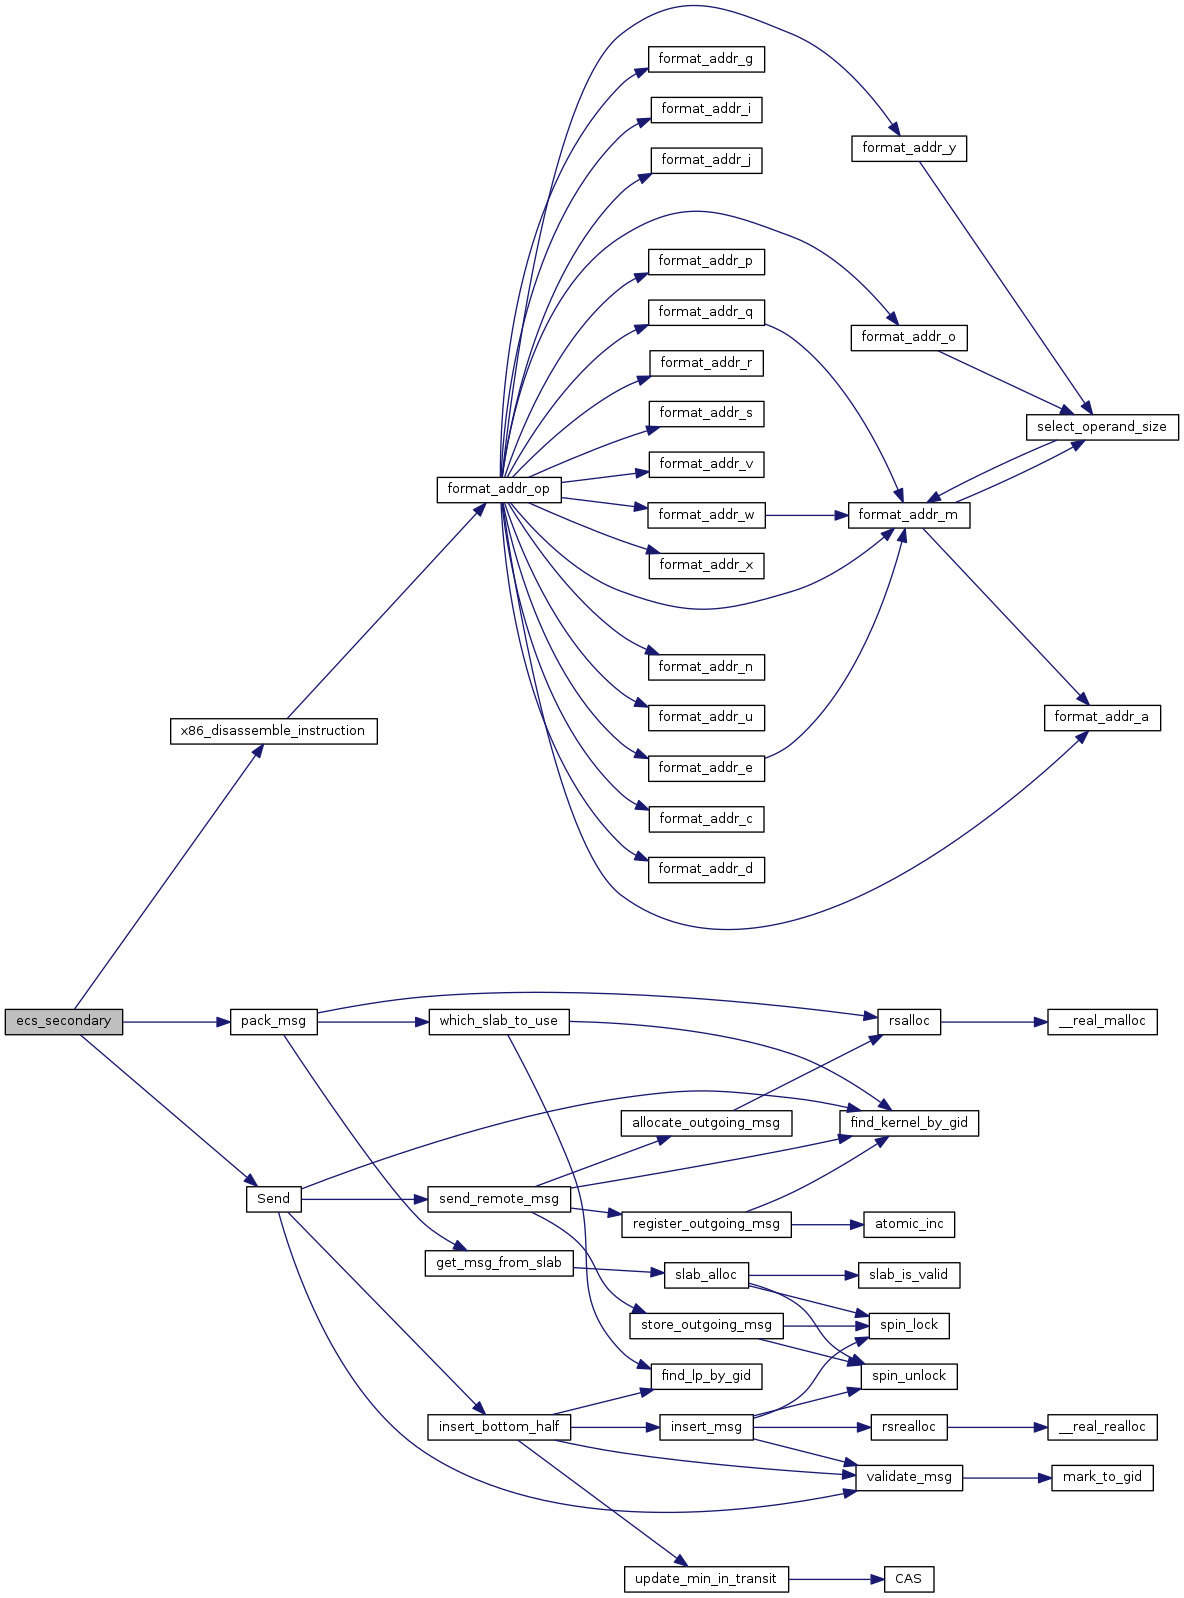 format_addr_g
format_addr_i
format_addr_y
format_addr_j
format_addr_p
format_addr_q
format_addr_o
format_addr_r
format_addr_s
select_operand_size
format_addr_v
format_addr_op
format_addr_w
format_addr_m
format_addr_x
format_addr_n
format_addr_u
format_addr_a
x86_disassemble_instruction
format_addr_e
format_addr_c
format_addr_d
ecs_secondary
pack_msg
which_slab_to_use
rsalloc
__real_malloc
allocate_outgoing_msg
find_kernel_by_gid
Send
send_remote_msg
register_outgoing_msg
atomic_inc
get_msg_from_slab
slab_alloc
slab_is_valid
store_outgoing_msg
spin_lock
find_lp_by_gid
spin_unlock
insert_bottom_half
insert_msg
rsrealloc
__real_realloc
validate_msg
mark_to_gid
update_min_in_transit
CAS